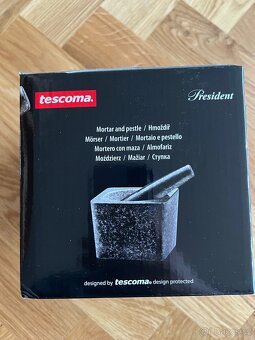 tescoma.
President
Mortar and pestle / Hmoždíř
Mörser / Mortier / Mortaio e pestello
Mortero con maza / Almofariz
Moździerz / Mažiar / Ступка
designed by tescoma design protected